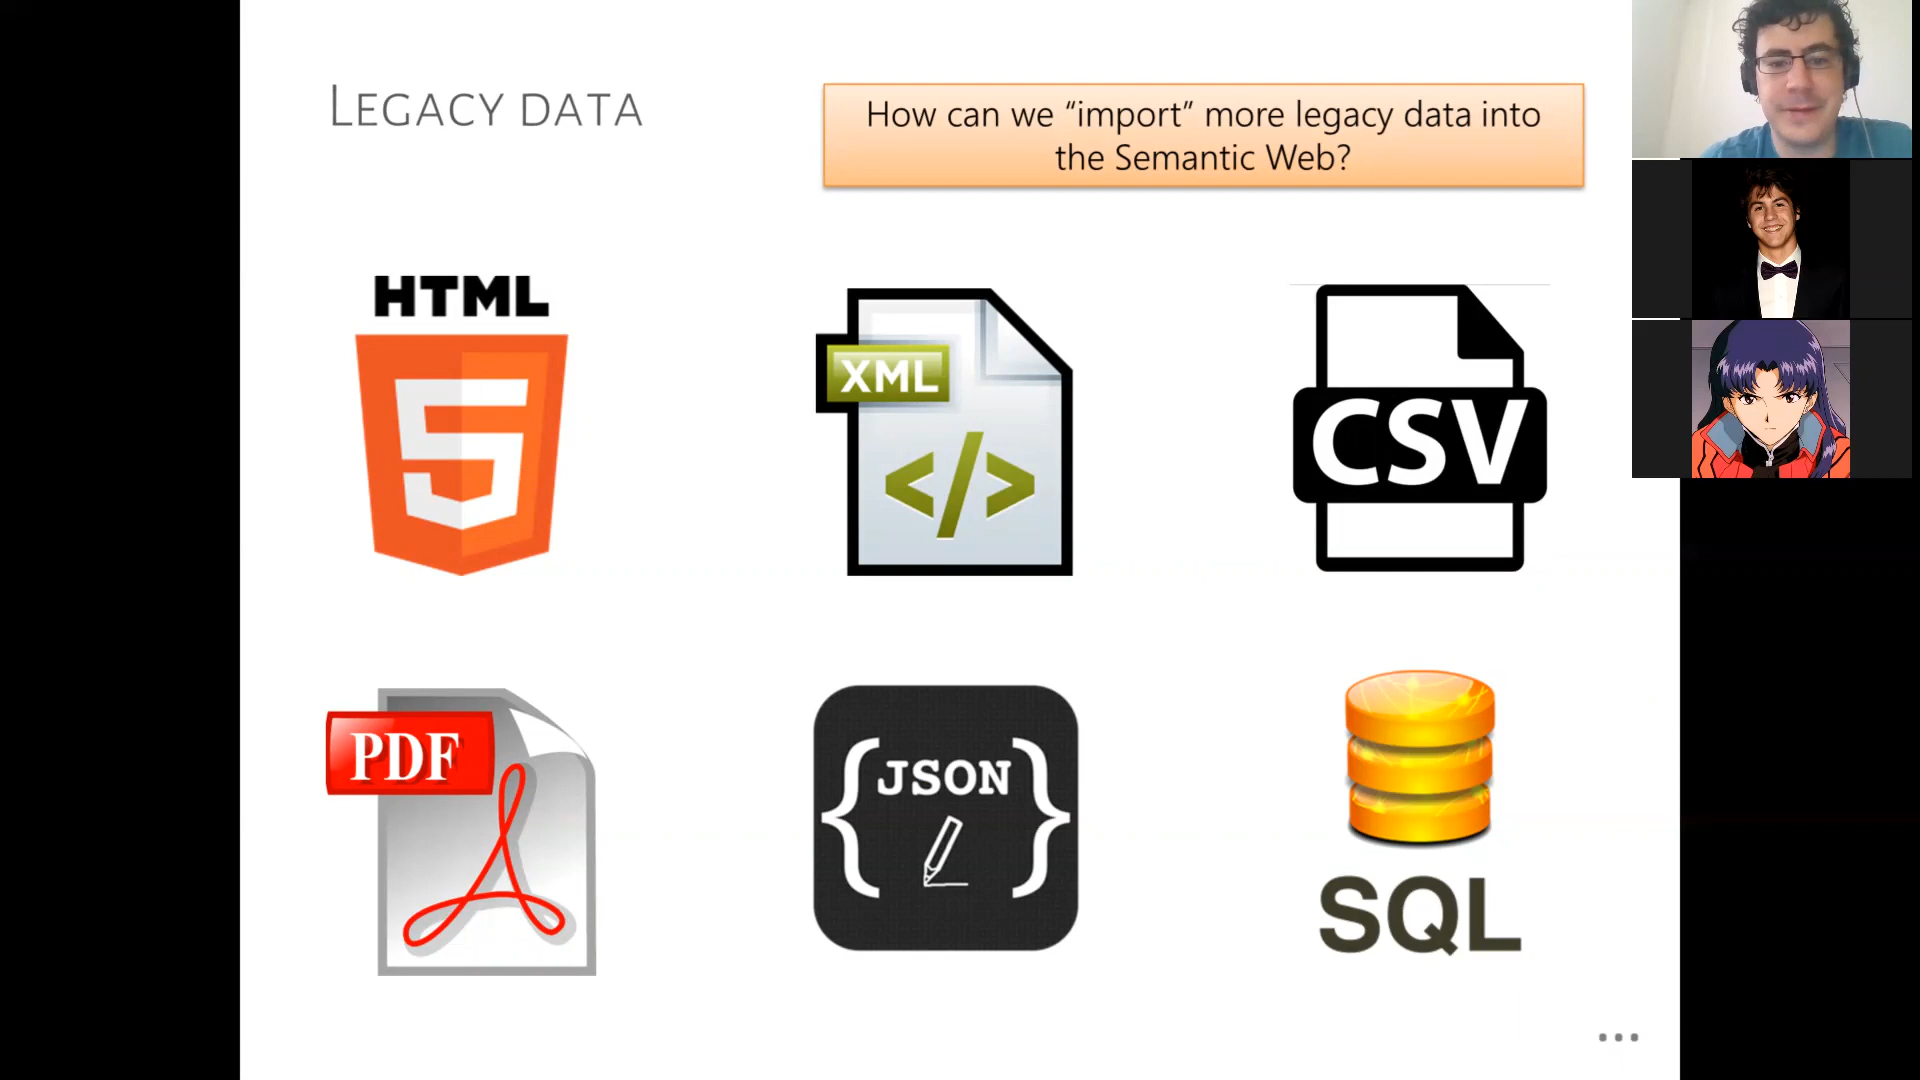 LEGACY DATA
How can we “import” more legacy data into
the Semantic Web?
HTML
5
XML
</>
CSV
PDF
{JSON}
SQL
...